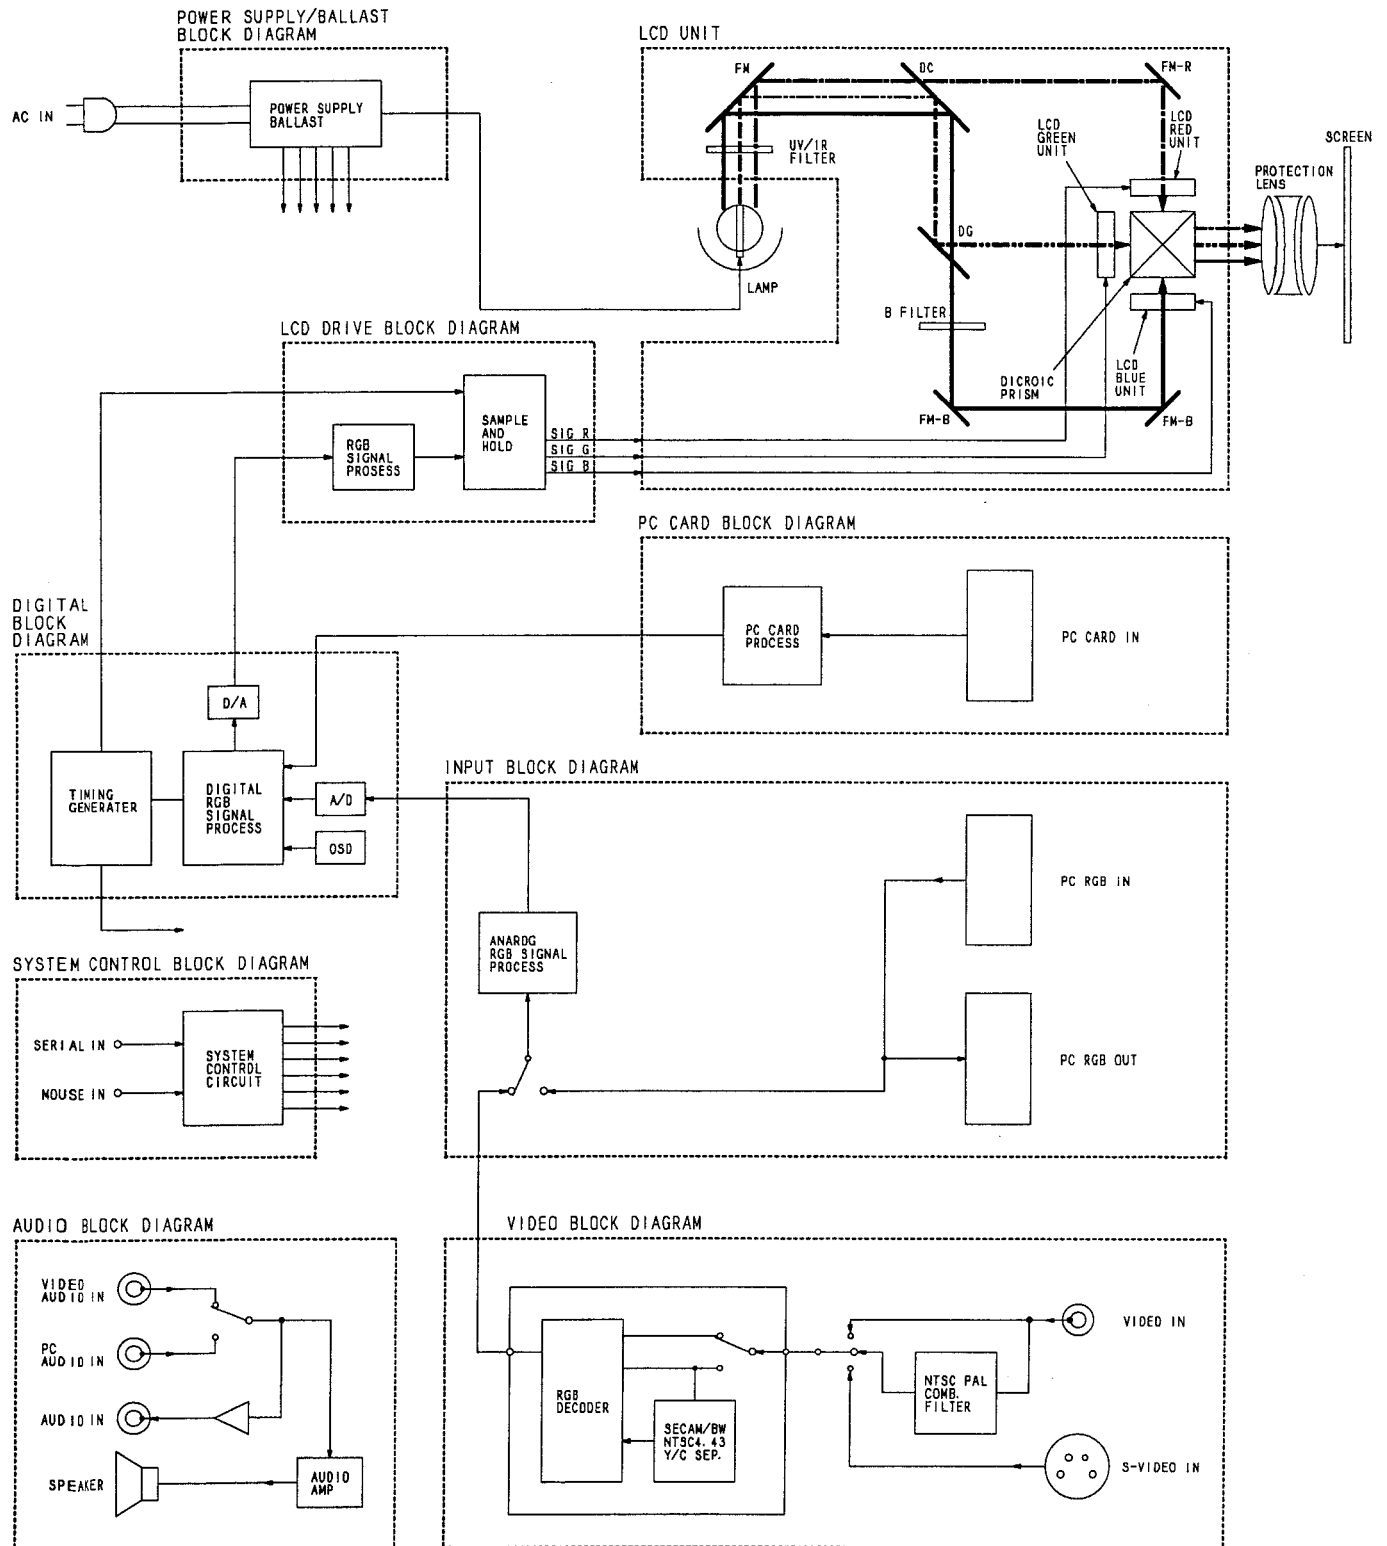 POWER SUPPLY/BALLAST
BLOCK DIAGRAM
AC IN
POWER SUPPLY
BALLAST
LCD UNIT
FM
DC
FM-R
UV/IR
FILTER
LCD
GREEN
UNIT
LCD
RED
UNIT
PROTECTION
LENS
SCREEN
DG
LAMP
B FILTER
DICROIC
PRISM
LCD
BLUE
UNIT
FM-B
FM-B
LCD DRIVE BLOCK DIAGRAM
RGB
SIGNAL
PROSESS
SAMPLE
AND
HOLD
SIG R
SIG G
SIG B
PC CARD BLOCK DIAGRAM
PC CARD
PROCESS
PC CARD IN
DIGITAL
BLOCK
DIAGRAM
D/A
TIMING
GENERATER
DIGITAL
RGB
SIGNAL
PROCESS
A/D
OSD
INPUT BLOCK DIAGRAM
PC RGB IN
ANAROG
RGB SIGNAL
PROCESS
PC RGB OUT
SYSTEM CONTROL BLOCK DIAGRAM
SERIAL IN
MOUSE IN
SYSTEM
CONTROL
CIRCUIT
AUDIO BLOCK DIAGRAM
VIDEO
AUDIO IN
PC
AUDIO IN
AUDIO IN
SPEAKER
AUDIO
AMP
VIDEO BLOCK DIAGRAM
RGB
DECODER
SECAM/BW
NTSC4.43
Y/C SEP.
NTSC PAL
COMB.
FILTER
VIDEO IN
S-VIDEO IN